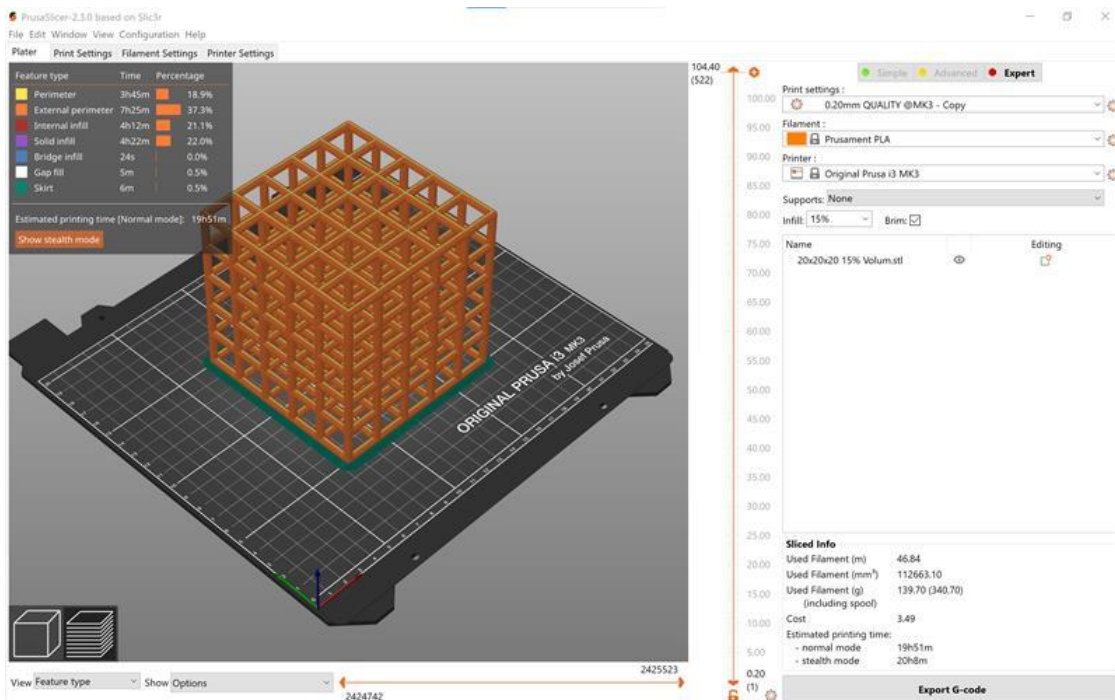 PrusaSlicer-2.3.0 based on Slic3r
File Edit Window View Configuration Help
Plater Print Settings Filament Settings Printer Settings
Feature type Time Percentage
Perimeter 3h45m 18.9%
External perimeter 7h25m 37.3%
Internal infill 4h12m 21.1%
Solid infill 4h22m 22.0%
Bridge infill 24s 0.0%
Gap fill 5m 0.5%
Skirt 6m 0.5%
Estimated printing time [Normal mode]: 19h51m
Show stealth mode
ORIGINAL PRUSA i3 MK3
by Josef Prusa
104.40
(522)
100.00
95.00
90.00
85.00
80.00
75.00
70.00
65.00
60.00
55.00
50.00
45.00
40.00
35.00
30.00
25.00
20.00
15.00
10.00
5.00
0.20
(1)
Simple Advanced Expert
Print settings :
0.20mm QUALITY @MK3 - Copy
Filament :
Prusament PLA
Printer :
Original Prusa i3 MK3
Supports: None
Infill: 15% Brim:
Name Editing
20x20x20 15% Volum.stl
Sliced Info
Used Filament (m) 46.84
Used Filament (mm³) 112663.10
Used Filament (g) 139.70 (340.70)
(including spool)
Cost 3.49
Estimated printing time:
- normal mode 19h51m
- stealth mode 20h8m
Export G-code
View Feature type Show Options
2425523
2424742